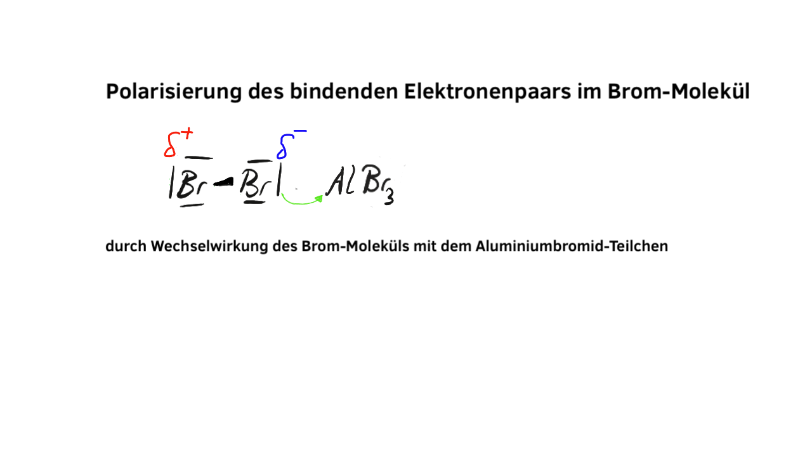 Polarisierung des bindenden Elektronenpaars im Brom-Molekül
δ+ δ−
|Br - Br| AlBr₃
durch Wechselwirkung des Brom-Moleküls mit dem Aluminiumbromid-Teilchen